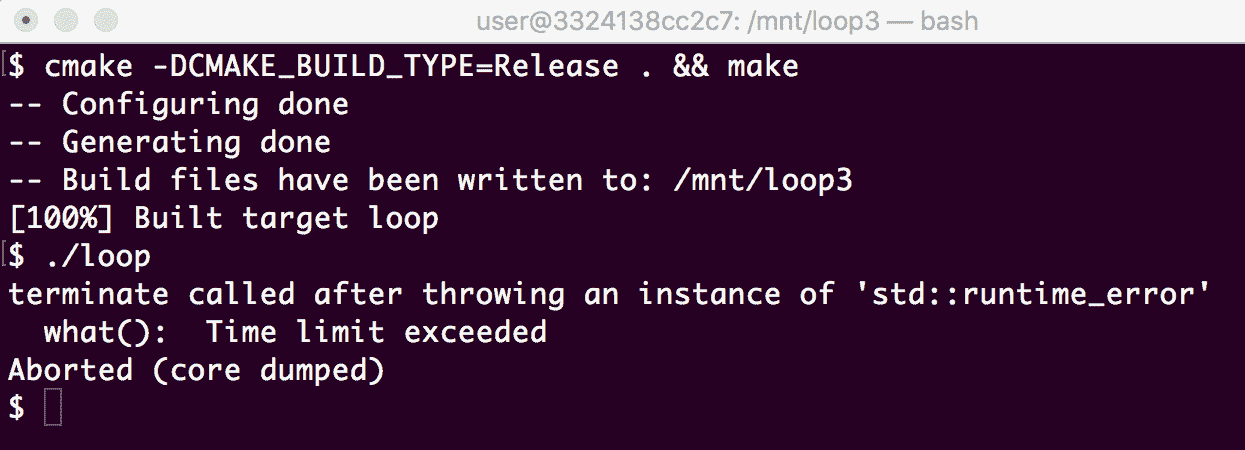 user@3324138cc2c7: /mnt/loop3 — bash
[$ cmake -DCMAKE_BUILD_TYPE=Release . && make
-- Configuring done
-- Generating done
-- Build files have been written to: /mnt/loop3
[100%] Built target loop
[$ ./loop
terminate called after throwing an instance of 'std::runtime_error'
  what():  Time limit exceeded
Aborted (core dumped)
$